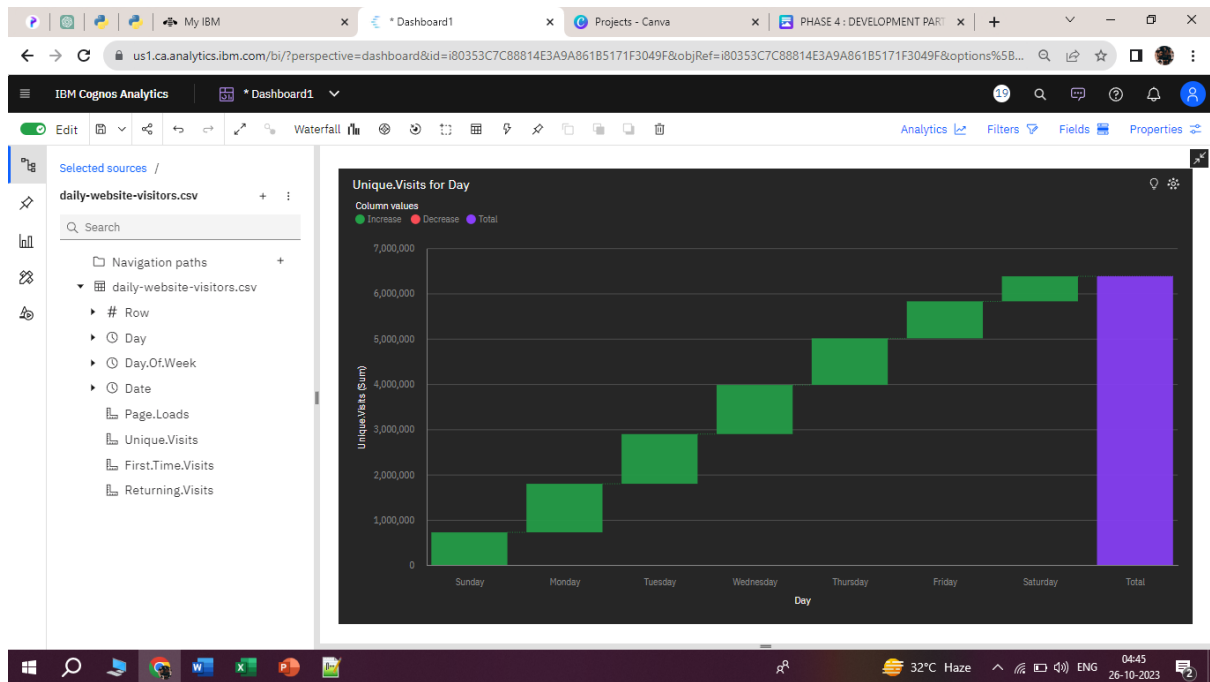 My IBM
* Dashboard1
Projects - Canva
PHASE 4 : DEVELOPMENT PART
us1.ca.analytics.ibm.com/bi/?perspective=dashboard&id=i80353C7C88814E3A9A861B5171F3049F&objRef=i80353C7C88814E3A9A861B5171F3049F&options%5B...
IBM Cognos Analytics
* Dashboard1
19
Edit
Waterfall
Analytics
Filters
Fields
Properties
Selected sources /
daily-website-visitors.csv
Search
Navigation paths
daily-website-visitors.csv
# Row
Day
Day.Of.Week
Date
Page.Loads
Unique.Visits
First.Time.Visits
Returning.Visits
Unique.Visits for Day
Column values
Increase Decrease Total
7,000,000
6,000,000
5,000,000
4,000,000
3,000,000
2,000,000
1,000,000
0
Unique.Visits (Sum)
Sunday Monday Tuesday Wednesday Thursday Friday Saturday Total
Day
32°C Haze
ENG
04:45
26-10-2023
2